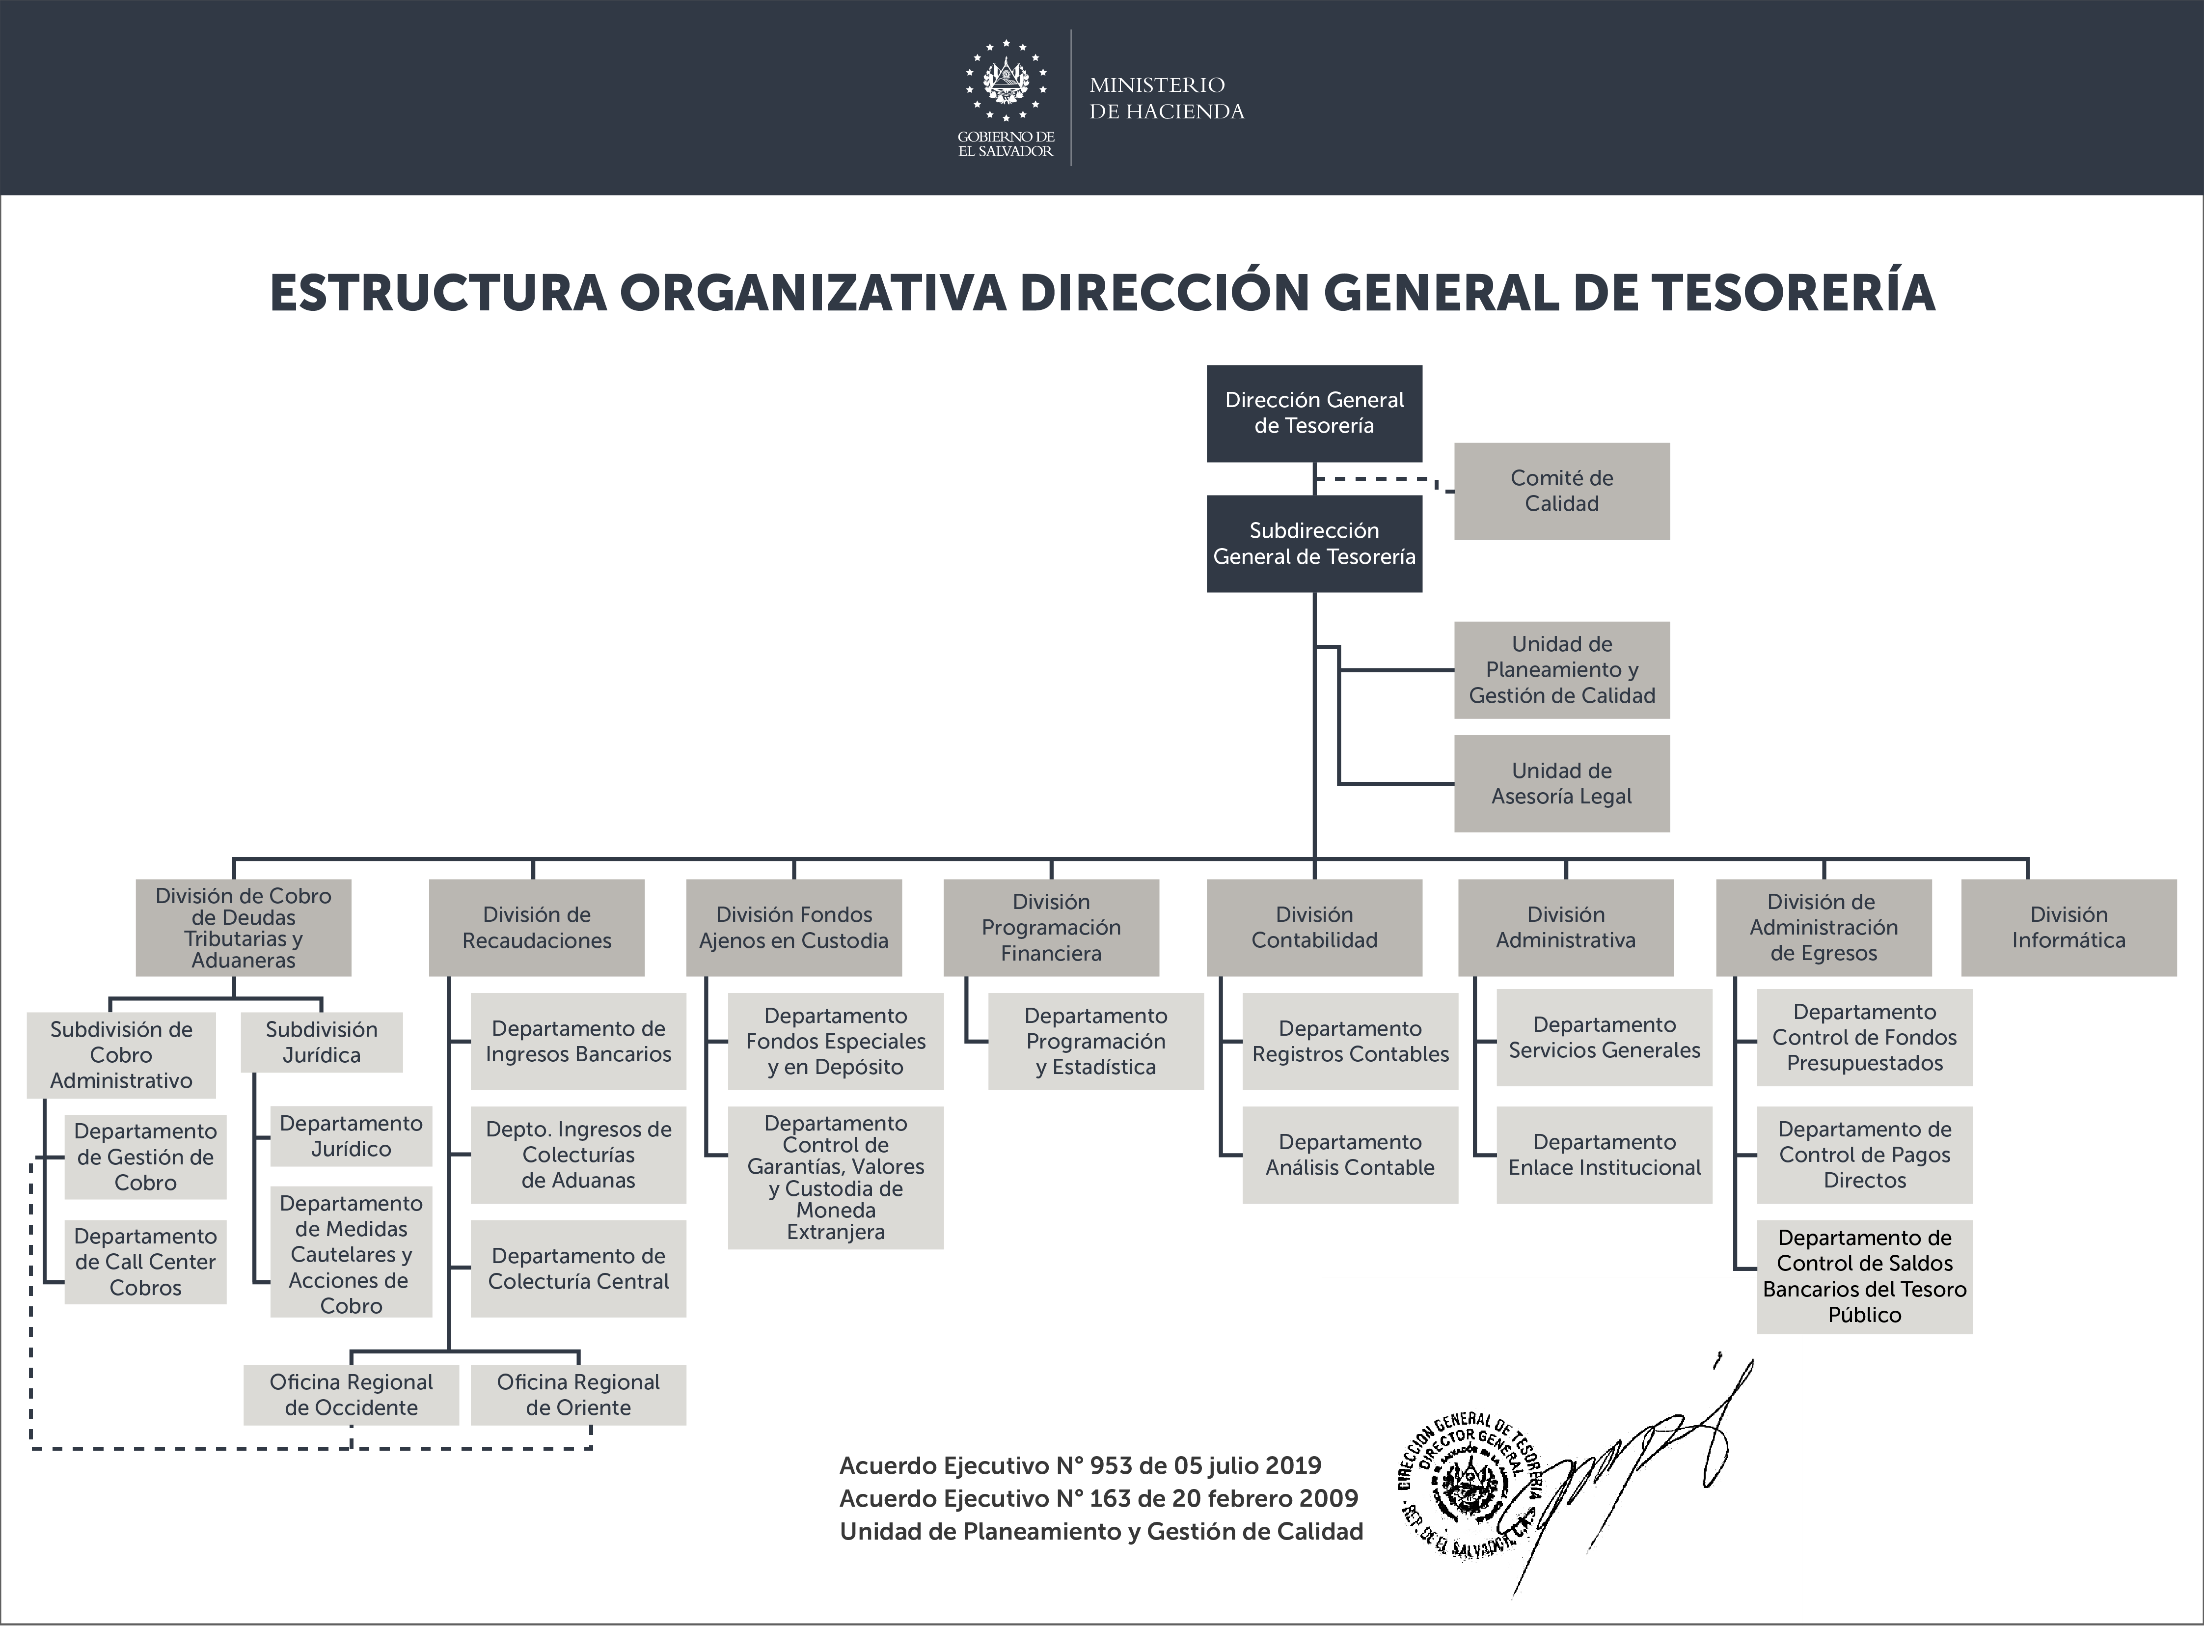 GOBIERNO DE
EL SALVADOR
MINISTERIO
DE HACIENDA
ESTRUCTURA ORGANIZATIVA DIRECCIÓN GENERAL DE TESORERÍA
Dirección General
de Tesorería
Comité de
Calidad
Subdirección
General de Tesorería
Unidad de
Planeamiento y
Gestión de Calidad
Unidad de
Asesoría Legal
División de Cobro
de Deudas
Tributarias y
Aduaneras
División de
Recaudaciones
División Fondos
Ajenos en Custodia
División
Programación
Financiera
División
Contabilidad
División
Administrativa
División de
Administración
de Egresos
División
Informática
Subdivisión de
Cobro
Administrativo
Subdivisión
Jurídica
Departamento
de Gestión de
Cobro
Departamento
de Call Center
Cobros
Departamento
Jurídico
Departamento
de Medidas
Cautelares y
Acciones de
Cobro
Departamento de
Ingresos Bancarios
Depto. Ingresos de
Colecturías
de Aduanas
Departamento de
Colecturía Central
Oficina Regional
de Occidente
Oficina Regional
de Oriente
Departamento
Fondos Especiales
y en Depósito
Departamento
Control de
Garantías, Valores
y Custodia de
Moneda
Extranjera
Departamento
Programación
y Estadística
Departamento
Registros Contables
Departamento
Análisis Contable
Departamento
Servicios Generales
Departamento
Enlace Institucional
Departamento
Control de Fondos
Presupuestados
Departamento de
Control de Pagos
Directos
Departamento de
Control de Saldos
Bancarios del Tesoro
Público
Acuerdo Ejecutivo N° 953 de 05 julio 2019
Acuerdo Ejecutivo N° 163 de 20 febrero 2009
Unidad de Planeamiento y Gestión de Calidad
DIRECCION GENERAL DE TESORERIA
DIRECTOR GENERAL
REP. DE EL SALVADOR, C.A.